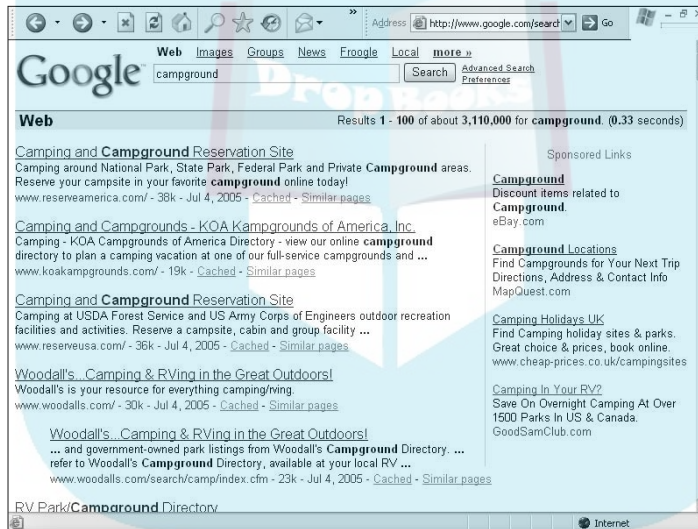 Address http://www.google.com/search Go
Web Images Groups News Froogle Local more »
Google campground Search Advanced Search
Preferences
Web Results 1 - 100 of about 3,110,000 for campground. (0.33 seconds)
Camping and Campground Reservation Site
Camping around National Park, State Park, Federal Park and Private Campground areas.
Reserve your campsite in your favorite campground online today!
www.reserveamerica.com/ - 38k - Jul 4, 2005 - Cached - Similar pages
Camping and Campgrounds - KOA Kampgrounds of America, Inc.
Camping - KOA Campgrounds of America Directory - view our online campground
directory to plan a camping vacation at one of our full-service campgrounds and ...
www.koakampgrounds.com/ - 19k - Cached - Similar pages
Camping and Campground Reservation Site
Camping at USDA Forest Service and US Army Corps of Engineers outdoor recreation
facilities and activities. Reserve a campsite, cabin and group facility ...
www.reserveusa.com/ - 36k - Jul 4, 2005 - Cached - Similar pages
Woodall's...Camping & RVing in the Great Outdoors!
Woodall's is your resource for everything camping/rving.
www.woodalls.com/ - 30k - Jul 4, 2005 - Cached - Similar pages
Woodall's...Camping & RVing in the Great Outdoors!
... and government-owned park listings from Woodall's Campground Directory. ...
refer to Woodall's Campground Directory, available at your local RV ...
www.woodalls.com/search/camp/index.cfm - 23k - Jul 4, 2005 - Cached - Similar pages
RV Park/Campground Directory
Sponsored Links
Campground
Discount items related to
Campground.
eBay.com
Campground Locations
Find Campgrounds for Your Next Trip
Directions, Address & Contact Info
MapQuest.com
Camping Holidays UK
Find Camping holiday sites & parks.
Great choice & prices, book online.
www.cheap-prices.co.uk/campingsites
Camping In Your RV?
Save On Overnight Camping At Over
1500 Parks In US & Canada.
GoodSamClub.com
Internet
DropBooks